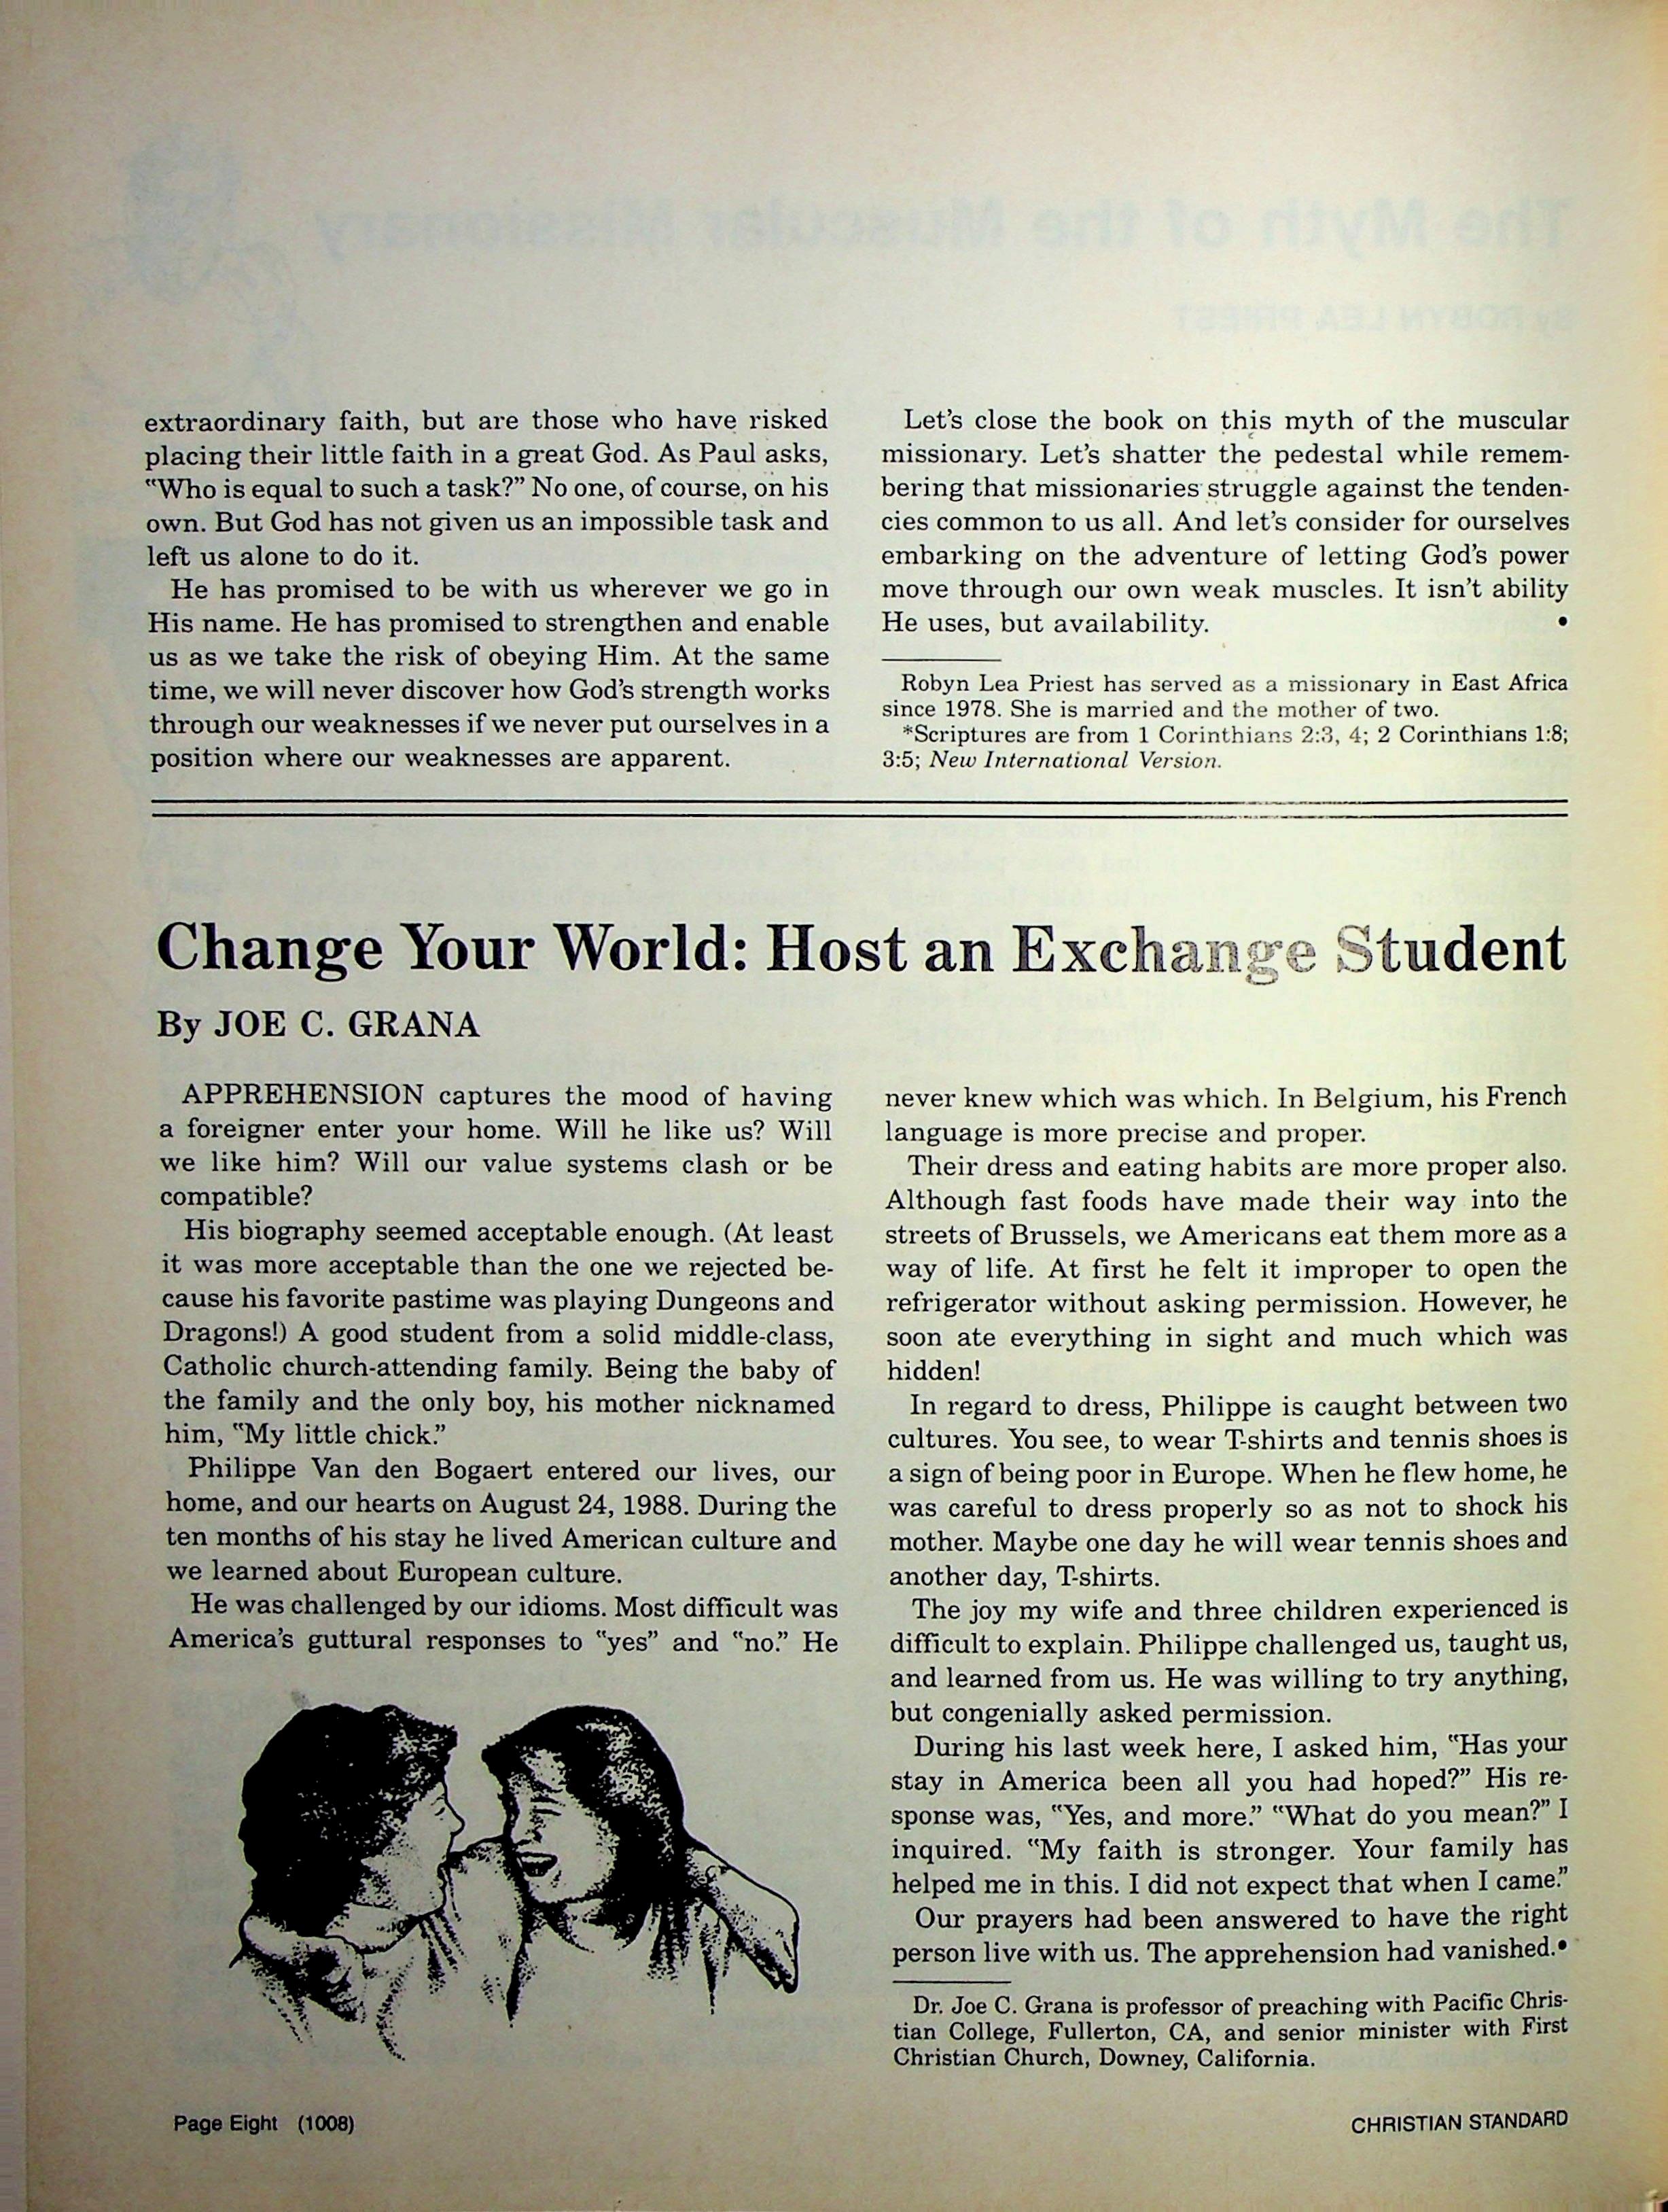 extraordinary faith, but are those who have risked
placing their little faith in a great God. As Paul asks,
“Who is equal to such a task?” No one, of course, on his
own. But God has not given us an impossible task and
left us alone to do it.
He has promised to be with us wherever we go in
His name. He has promised to strengthen and enable
us as we take the risk of obeying Him. At the same
time, we will never discover how God’s strength works
through our weaknesses if we never put ourselves in a
position where our weaknesses are apparent.
Let’s close the book on this myth of the muscular
missionary. Let’s shatter the pedestal while remem-
bering that missionaries struggle against the tenden-
cies common to us all. And let’s consider for ourselves
embarking on the adventure of letting God’s power
move through our own weak muscles. It isn’t ability
He uses, but availability. •
Robyn Lea Priest has served as a missionary in East Africa
since 1978. She is married and the mother of two.
*Scriptures are from 1 Corinthians 2:3, 4; 2 Corinthians 1:8;
3:5; New International Version.
Change Your World: Host an Exchange Student
By JOE C. GRANA
APPREHENSION captures the mood of having
a foreigner enter your home. Will he like us? Will
we like him? Will our value systems clash or be
compatible?
His biography seemed acceptable enough. (At least
it was more acceptable than the one we rejected be-
cause his favorite pastime was playing Dungeons and
Dragons!) A good student from a solid middle-class,
Catholic church-attending family. Being the baby of
the family and the only boy, his mother nicknamed
him, “My little chick.”
Philippe Van den Bogaert entered our lives, our
home, and our hearts on August 24, 1988. During the
ten months of his stay he lived American culture and
we learned about European culture.
He was challenged by our idioms. Most difficult was
America’s guttural responses to “yes” and “no.” He
never knew which was which. In Belgium, his French
language is more precise and proper.
Their dress and eating habits are more proper also.
Although fast foods have made their way into the
streets of Brussels, we Americans eat them more as a
way of life. At first he felt it improper to open the
refrigerator without asking permission. However, he
soon ate everything in sight and much which was
hidden!
In regard to dress, Philippe is caught between two
cultures. You see, to wear T-shirts and tennis shoes is
a sign of being poor in Europe. When he flew home, he
was careful to dress properly so as not to shock his
mother. Maybe one day he will wear tennis shoes and
another day, T-shirts.
The joy my wife and three children experienced is
difficult to explain. Philippe challenged us, taught us,
and learned from us. He was willing to try anything,
but congenially asked permission.
During his last week here, I asked him, “Has your
stay in America been all you had hoped?” His re-
sponse was, “Yes, and more.” “What do you mean?” I
inquired. “My faith is stronger. Your family has
helped me in this. I did not expect that when I came.”
Our prayers had been answered to have the right
person live with us. The apprehension had vanished.•
Dr. Joe C. Grana is professor of preaching with Pacific Chris-
tian College, Fullerton, CA, and senior minister with First
Christian Church, Downey, California.
Page Eight (1008)
CHRISTIAN STANDARD